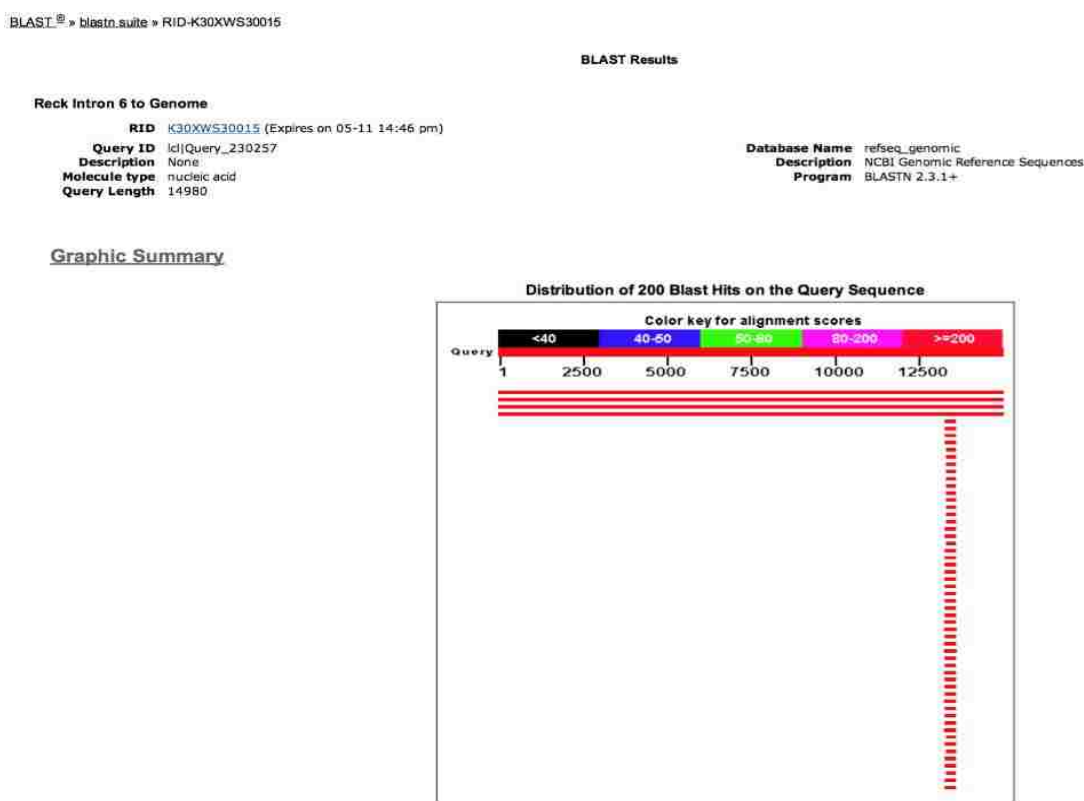 BLAST ® » blastn suite » RID-K30XWS30015
BLAST Results
Reck Intron 6 to Genome
RID K30XWS30015 (Expires on 05-11 14:46 pm)
Query ID lcl|Query_230257
Description None
Molecule type nucleic acid
Query Length 14980
Database Name refseq_genomic
Description NCBI Genomic Reference Sequences
Program BLASTN 2.3.1+
Graphic Summary
Distribution of 200 Blast Hits on the Query Sequence
Color key for alignment scores
<40 40-50 50-80 80-200 >=200
Query
1 2500 5000 7500 10000 12500